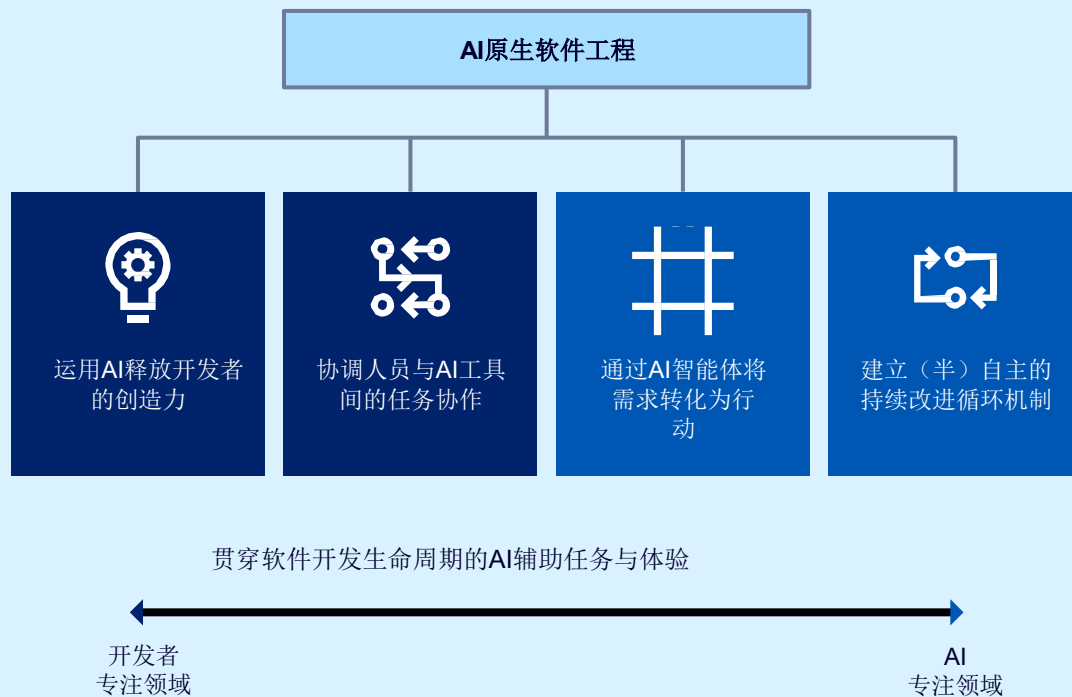 AI原生软件工程
运用AI释放开发者
的创造力
协调人员与AI工具
间的任务协作
通过AI智能体将
需求转化为行
动
建立（半）自主的
持续改进循环机制
贯穿软件开发生命周期的AI辅助任务与体验
开发者
专注领域
AI
专注领域